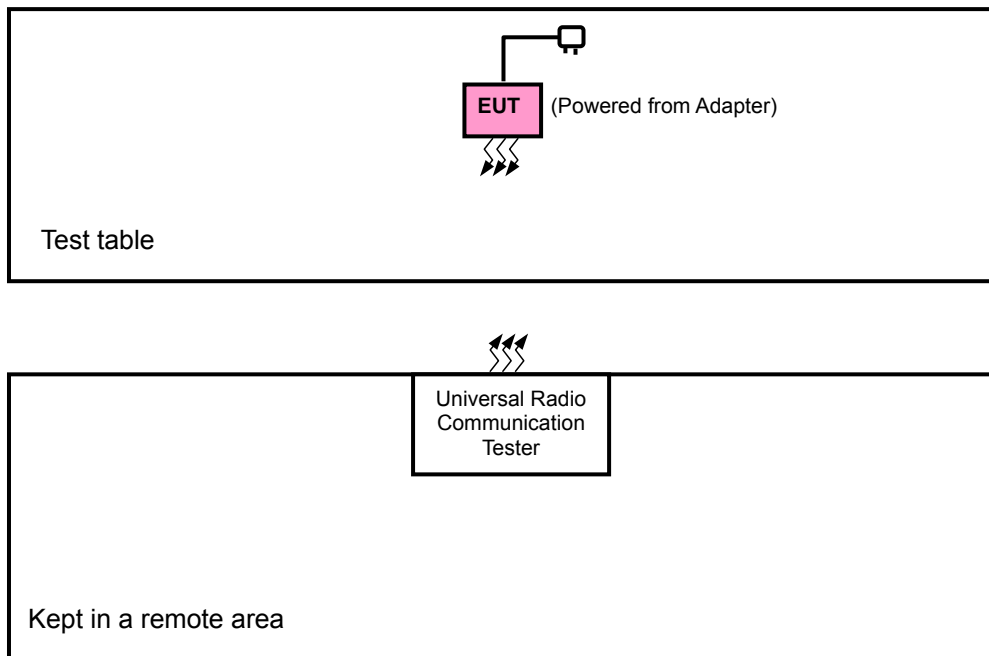 EUT (Powered from Adapter)
Test table
Universal Radio
Communication
Tester
Kept in a remote area